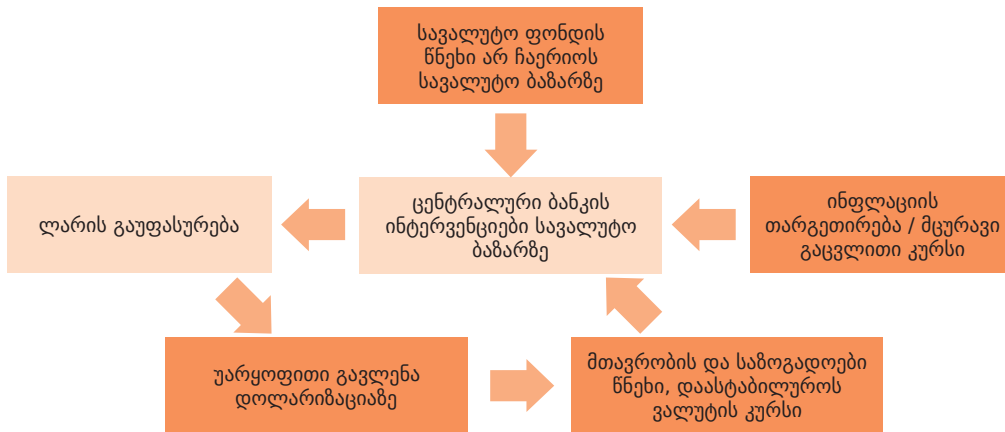 სავალუტო ფონდის
წნეხი არ ჩაერიოს
სავალუტო ბაზარზე
ლარის გაუფასურება
ცენტრალური ბანკის
ინტერვენციები სავალუტო
ბაზარზე
ინფლაციის
თარგეთირება / მცურავი
გაცვლითი კურსი
უარყოფითი გავლენა
დოლარიზაციაზე
მთავრობის და საზოგადოები
წნეხი, დაასტაბილუროს
ვალუტის კურსი